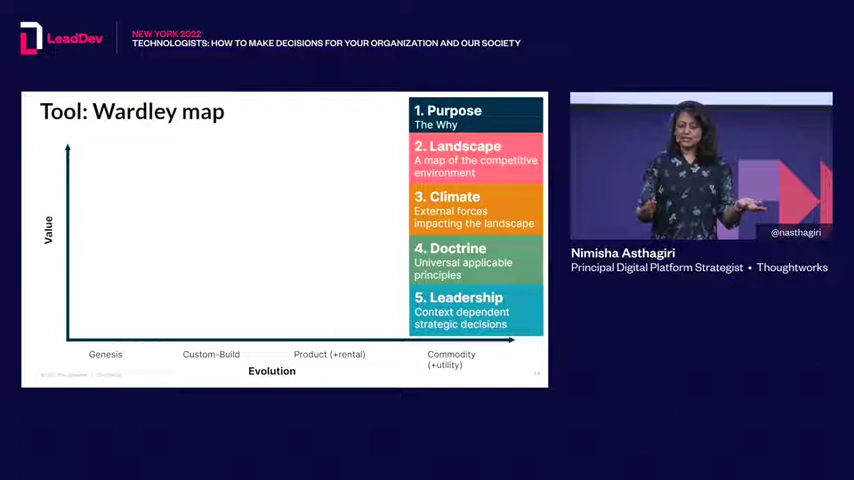 LeadDev
NEW YORK 2022
TECHNOLOGISTS: HOW TO MAKE DECISIONS FOR YOUR ORGANIZATION AND OUR SOCIETY
Tool: Wardley map
Value
Genesis
Custom-Build
Product (+rental)
Commodity
(+utility)
Evolution
1. Purpose
The Why
2. Landscape
A map of the competitive
environment
3. Climate
External forces
impacting the landscape
4. Doctrine
Universal applicable
principles
5. Leadership
Context dependent
strategic decisions
@nasthagiri
Nimisha Asthagiri
Principal Digital Platform Strategist • Thoughtworks